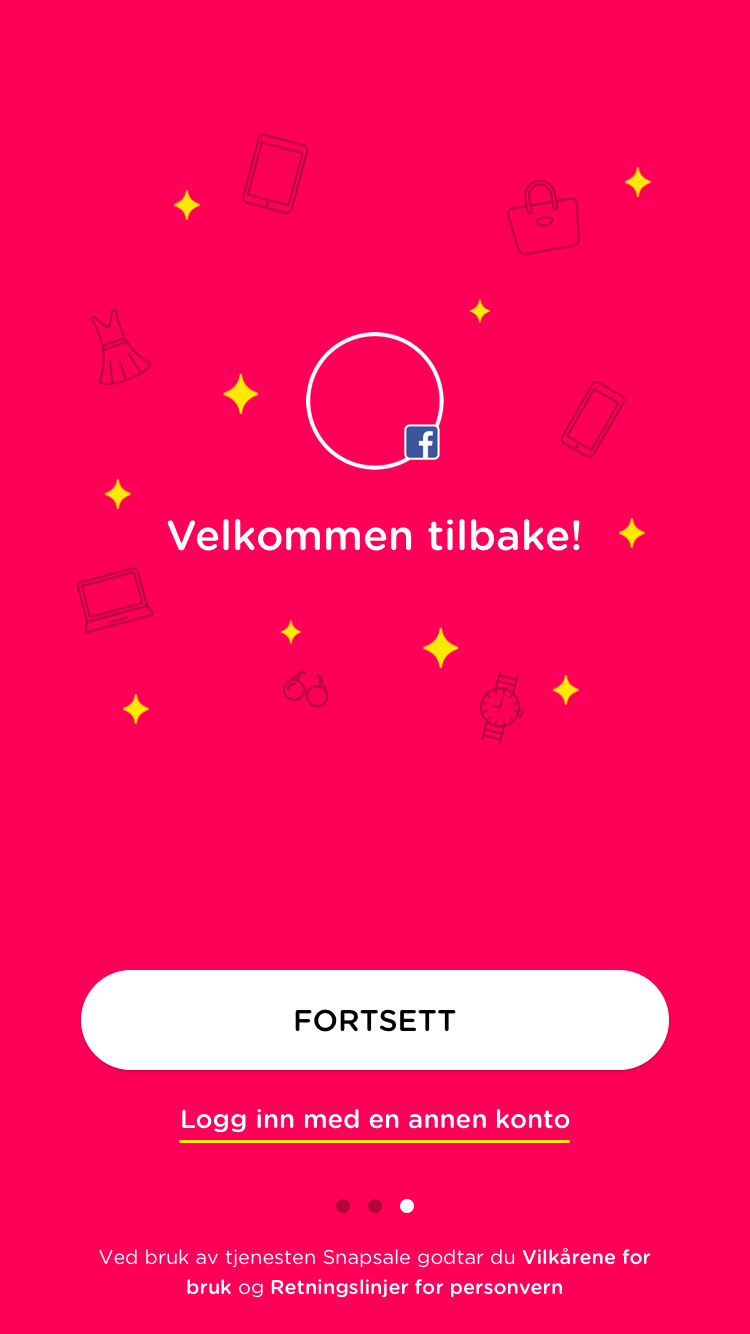 Velkommen tilbake!
FORTSETT
Logg inn med en annen konto
Ved bruk av tjenesten Snapsale godtar du Vilkårene for
bruk og Retningslinjer for personvern